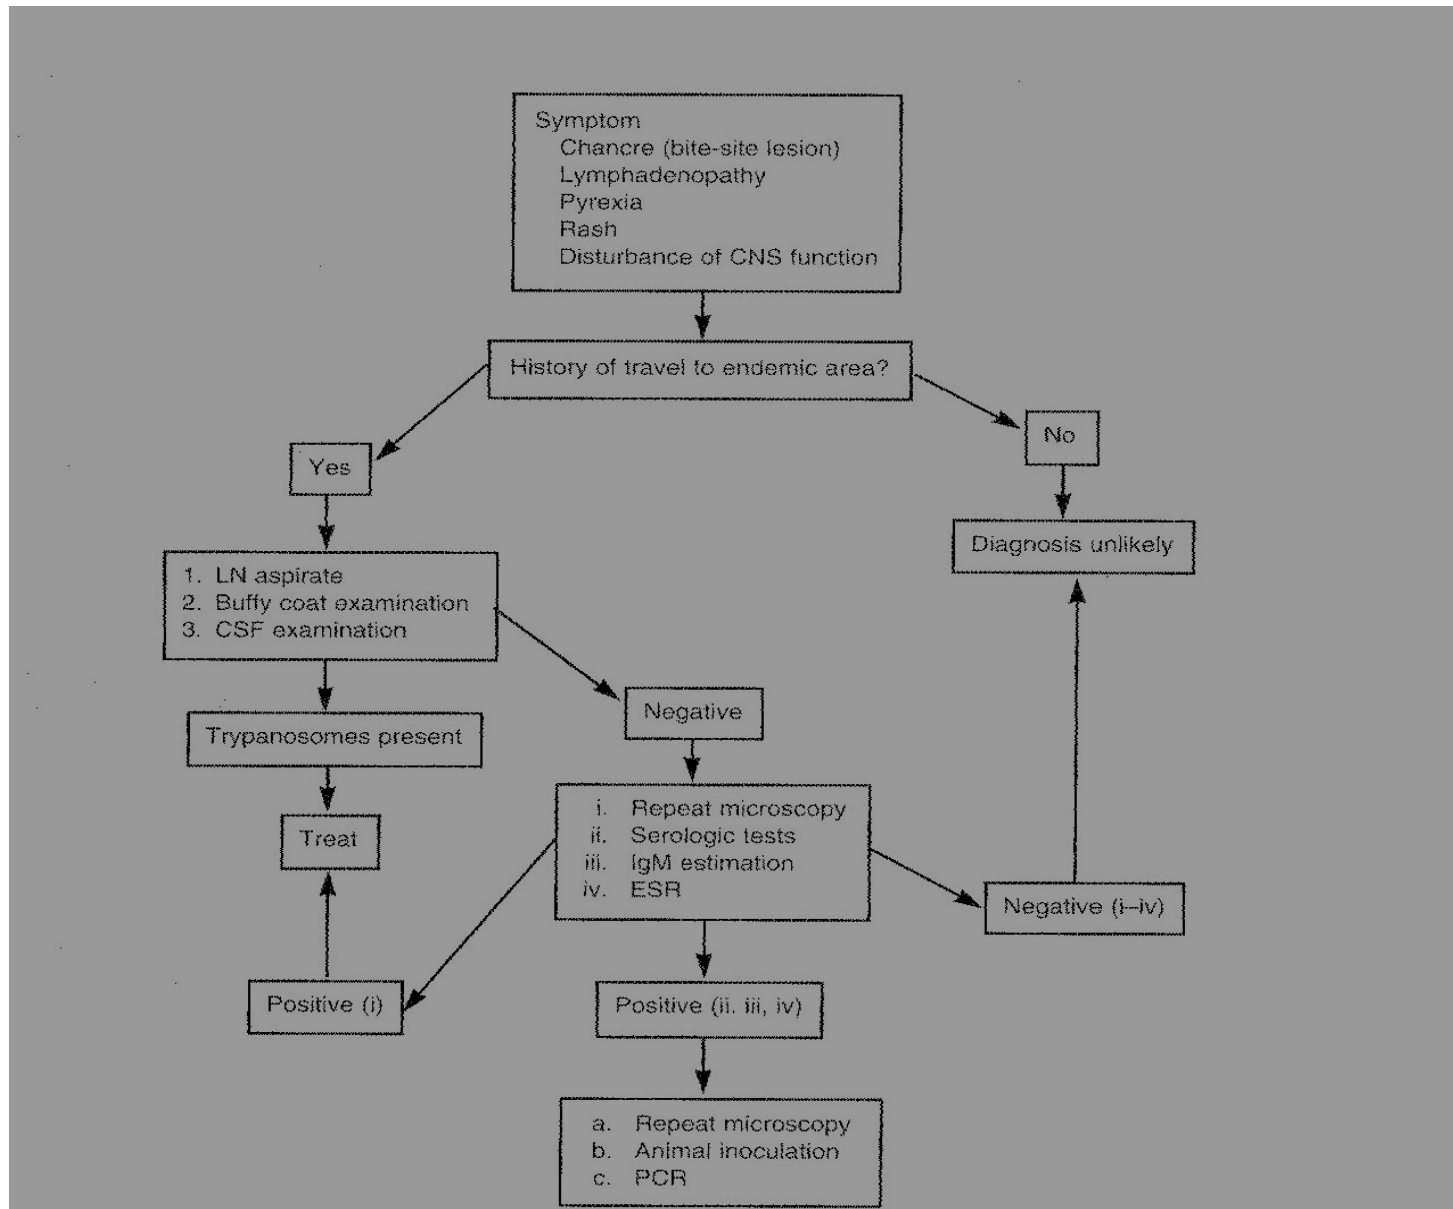 Symptom
Chancre (bite-site lesion)
Lymphadenopathy
Pyrexia
Rash
Disturbance of CNS function
History of travel to endemic area?
No
Yes
Diagnosis unlikely
1. LN aspirate
2. Buffy coat examination
3. CSF examination
Negative
Trypanosomes present
i. Repeat microscopy
ii. Serologic tests
iii. IgM estimation
iv. ESR
Treat
Negative (i–iv)
Positive (i)
Positive (ii. iii, iv)
a. Repeat microscopy
b. Animal inoculation
c. PCR